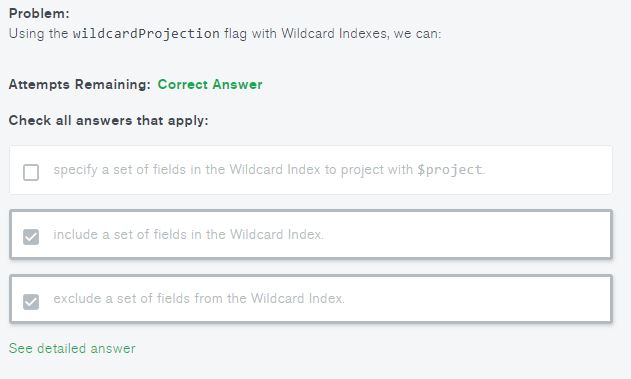 Problem:
Using the wildcardProjection flag with Wildcard Indexes, we can:
Attempts Remaining: Correct Answer
Check all answers that apply:
specify a set of fields in the Wildcard Index to project with $project.
include a set of fields in the Wildcard Index.
exclude a set of fields from the Wildcard Index.
See detailed answer